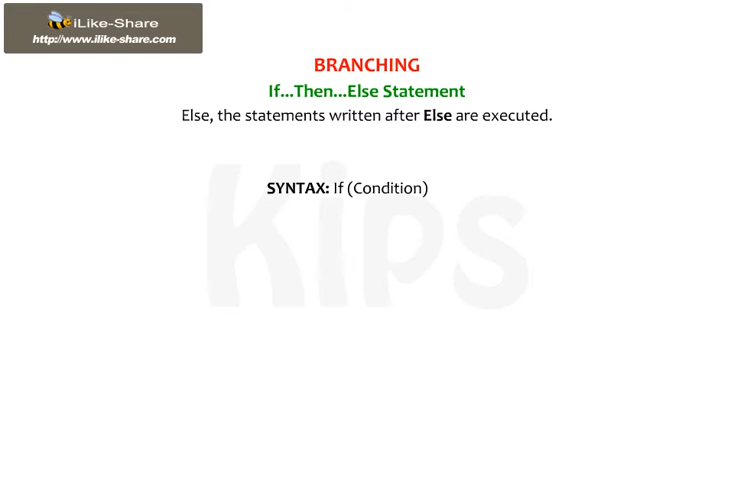 iLike-Share
http://www.ilike-share.com
BRANCHING
If...Then...Else Statement
Else, the statements written after Else are executed.
SYNTAX: If (Condition)
Kips